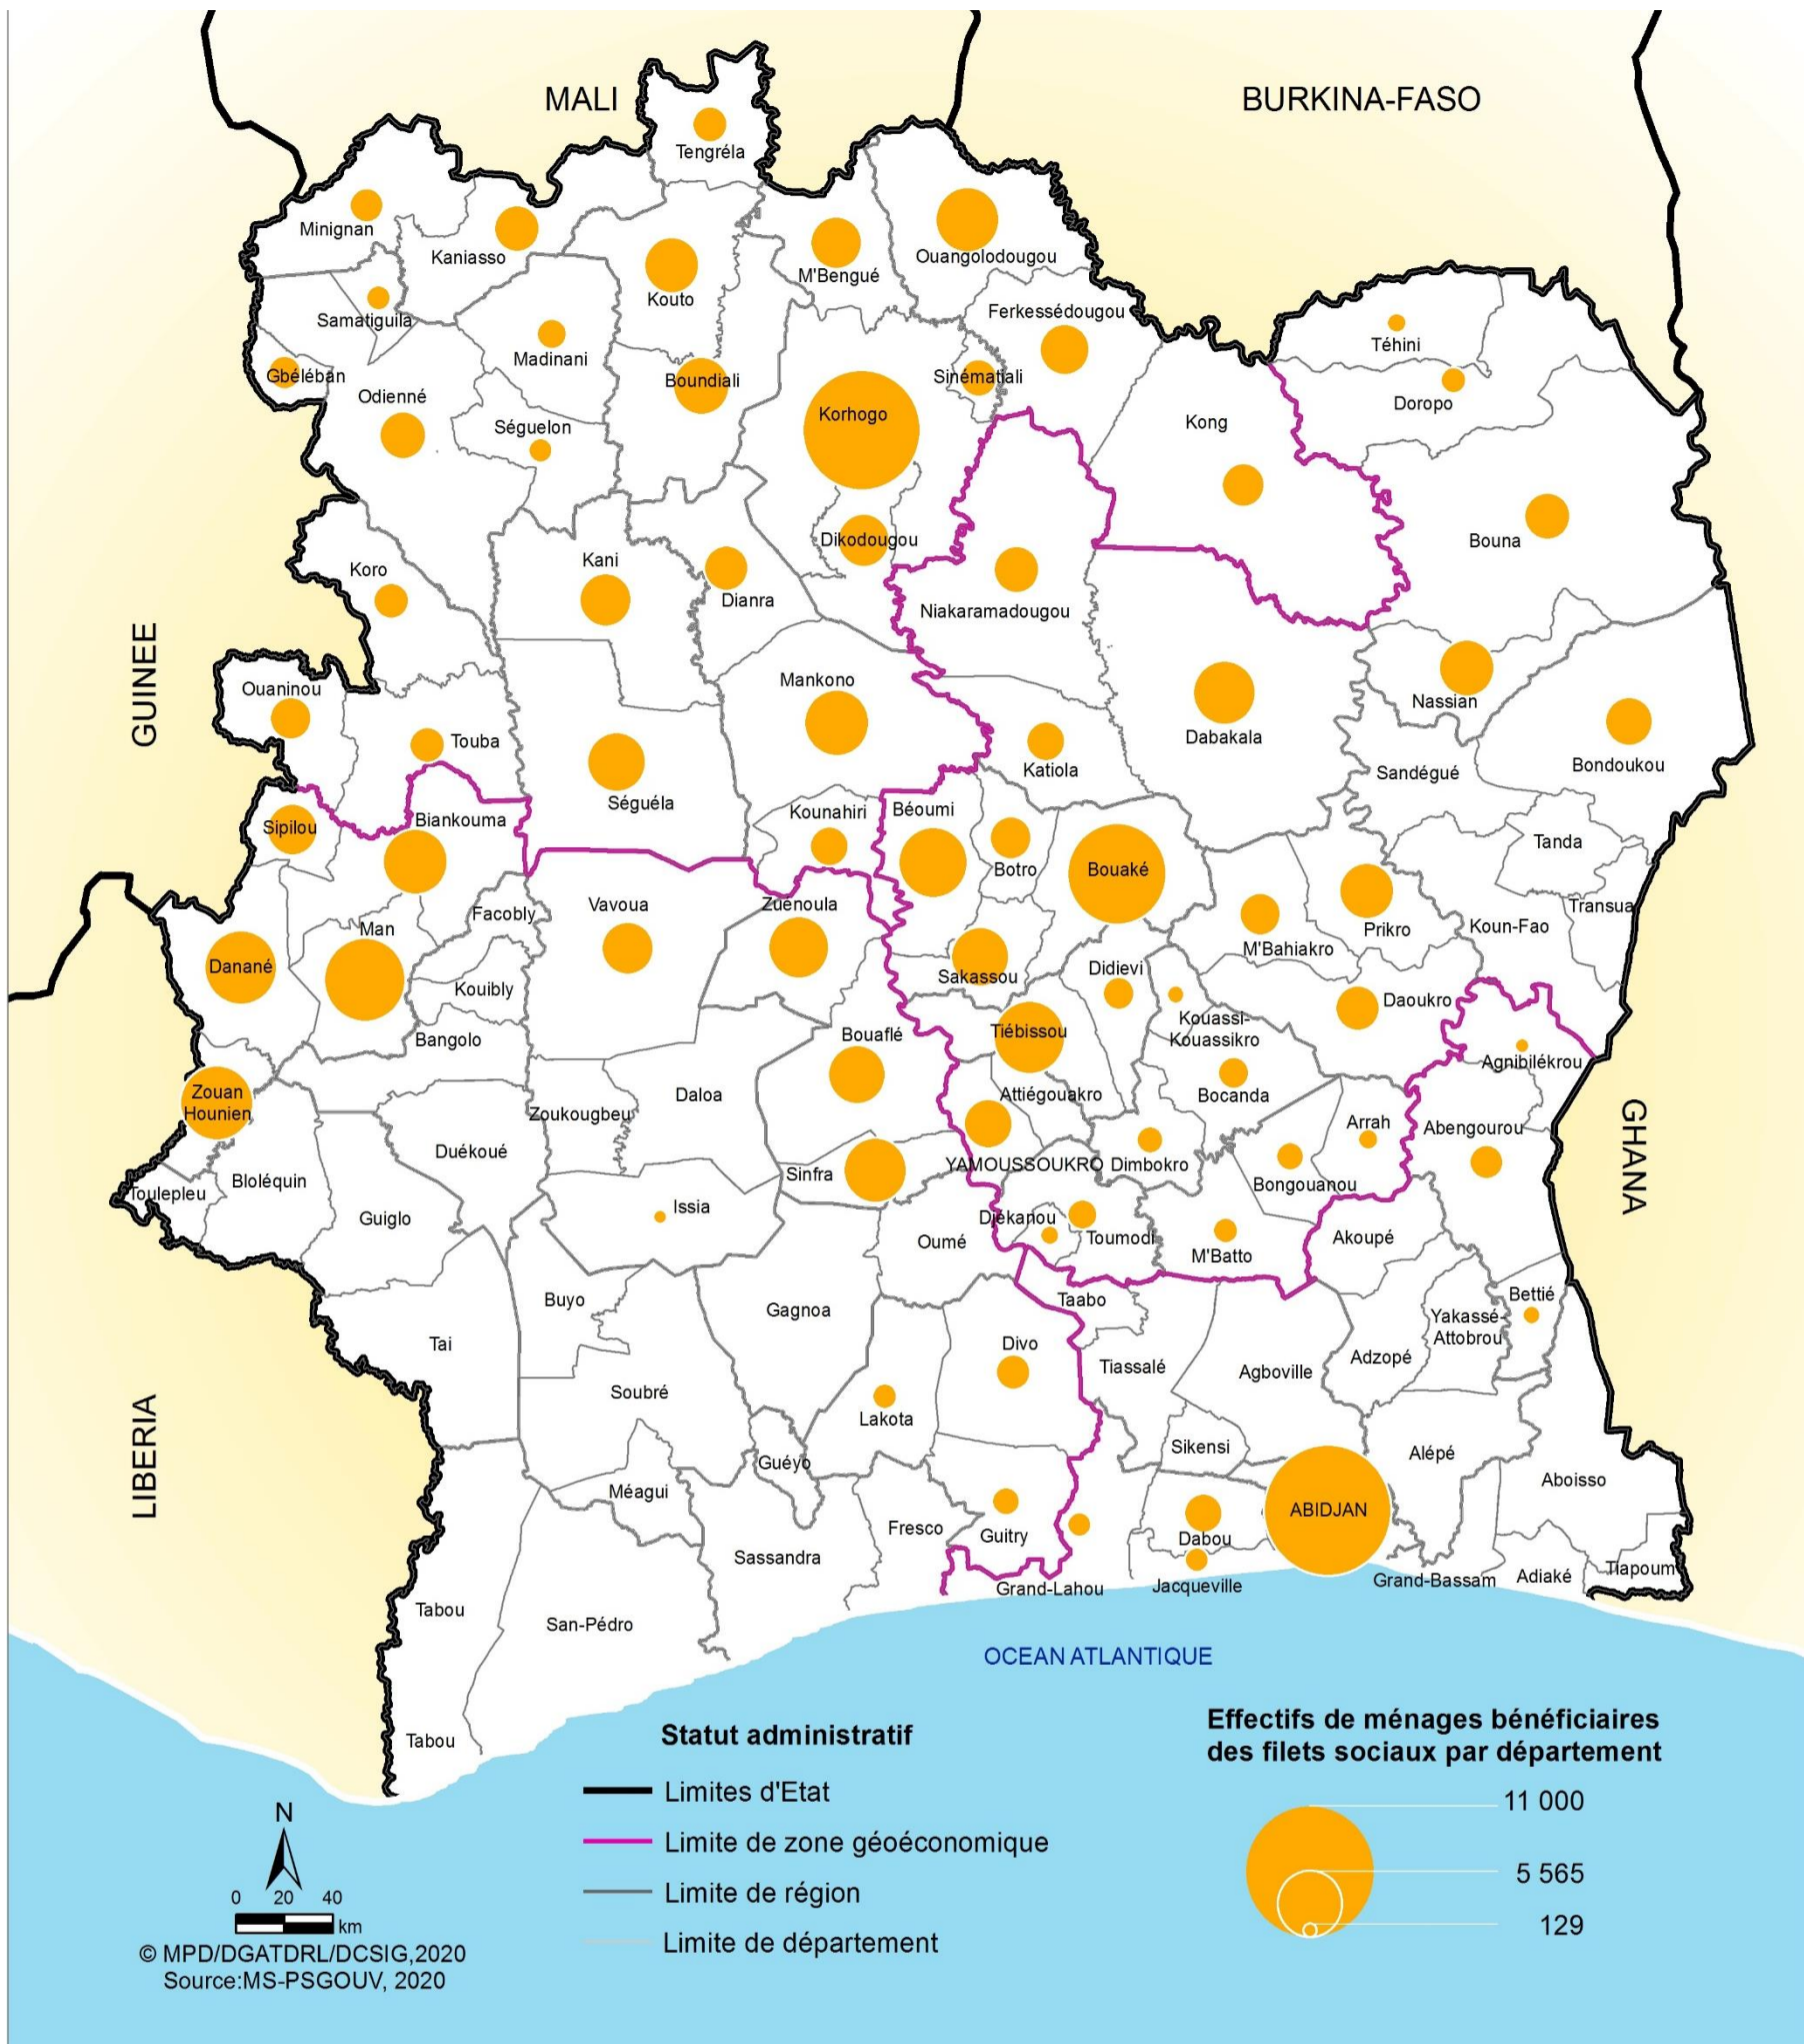 MALI
BURKINA-FASO
Tengréla
Minignan
Kaniasso
Kouto
M'Bengué
Ouangolodougou
Ferkessédougou
Samatiguila
Madinani
Téhini
Gbéléban
Boundiali
Sinématiali
Doropo
Odienné
Korhogo
Kong
Séguelon
Dikodougou
Bouna
Koro
Kani
Dianra
Niakaramadougou
GUINEE
Ouaninou
Mankono
Nassian
Touba
Dabakala
Bondoukou
Katiola
Sandégué
Séguéla
Sipilou
Biankouma
Kounahiri
Béoumi
Botro
Bouaké
Tanda
Facobly
Vavoua
Zuénoula
Transua
Man
Prikro
Koun-Fao
M'Bahiakro
Danané
Kouibly
Sakassou
Didievi
Daoukro
Kouassi-
Kouassikro
Tiébissou
Bangolo
Bouaflé
Agnibilékrou
Zouan
Hounien
Zoukougbeu
Daloa
Attiégouakro
Bocanda
Arrah
Abengourou
GHANA
Duékoué
YAMOUSSOUKRO
Dimbokro
Sinfra
Bongouanou
Toulepleu
Bloléquin
Guiglo
Issia
Djékanou
Toumodi
Oumé
M'Batto
Akoupé
Buyo
Gagnoa
Taabo
Bettié
Yakassé-
Attobrou
Tai
Divo
Tiassalé
Agboville
Adzopé
Soubré
Lakota
LIBERIA
Guéyo
Sikensi
Alépé
Aboisso
Méagui
Fresco
Guitry
Dabou
ABIDJAN
Sassandra
Grand-Lahou
Jacqueville
Grand-Bassam
Adiaké
Tiapoum
Tabou
San-Pédro
OCEAN ATLANTIQUE
Tabou
Statut administratif
Limites d'Etat
Limite de zone géoéconomique
Limite de région
Limite de département
Effectifs de ménages bénéficiaires
des filets sociaux par département
11 000
5 565
129
N
0 20 40
km
© MPD/DGATDRL/DCSIG,2020
Source:MS-PSGOUV, 2020